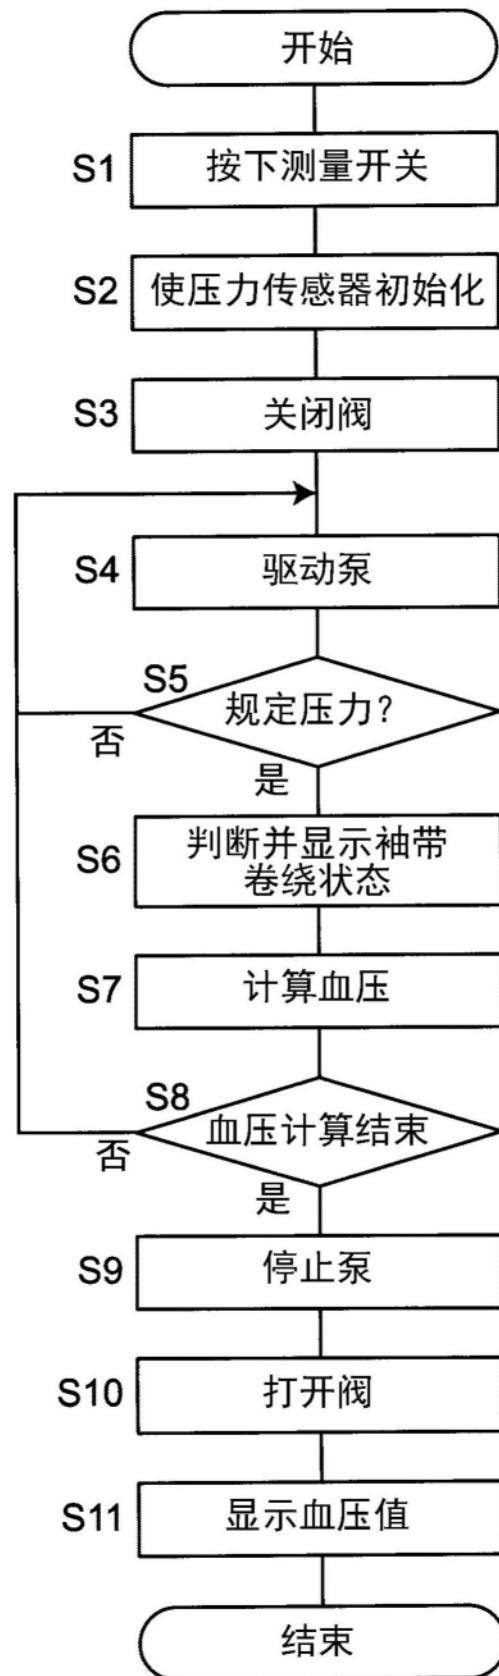 开始
S1
按下测量开关
S2
使压力传感器初始化
S3
关闭阀
S4
驱动泵
S5
规定压力?
否
是
S6
判断并显示袖带
卷绕状态
S7
计算血压
S8
血压计算结束
否
是
S9
停止泵
S10
打开阀
S11
显示血压值
结束